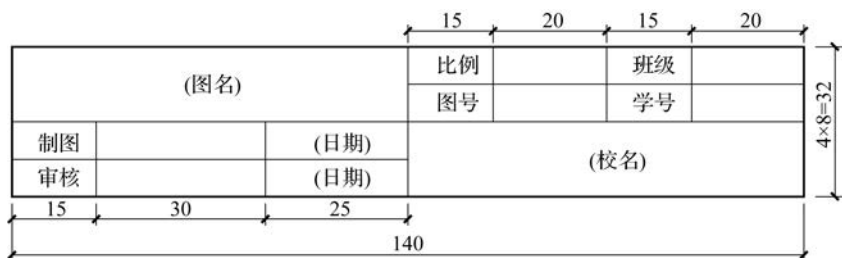 15 20 15 20
(图名) 比例 班级
图号 学号
4×8=32
制图 (日期) (校名)
审核 (日期)
15 30 25
140